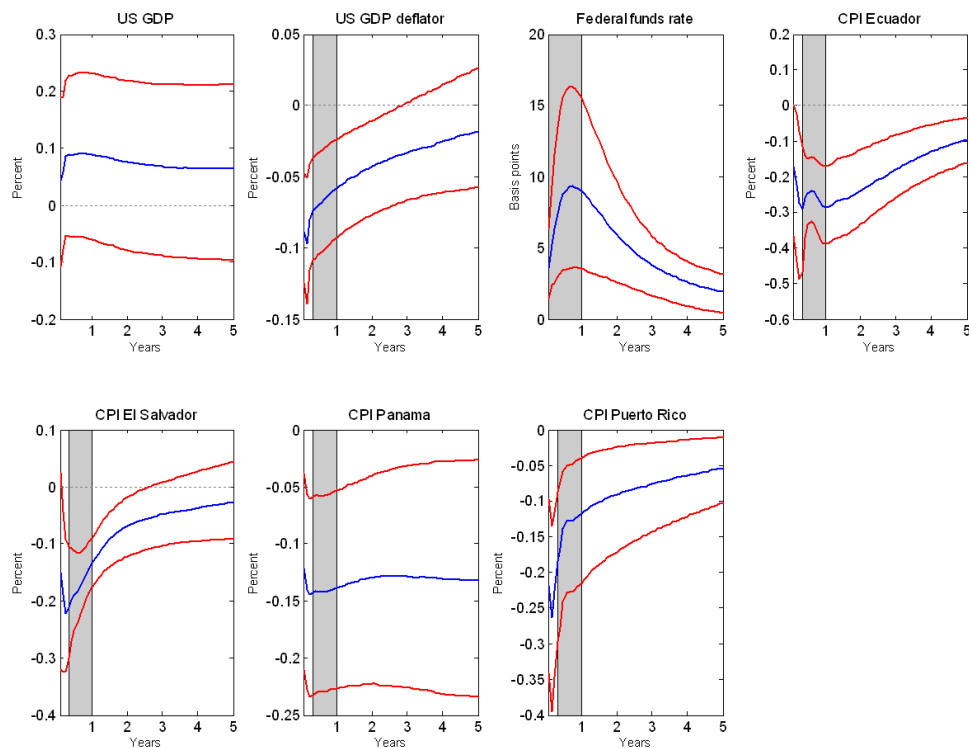 US GDP
Percent
0.3
0.2
0.1
0
-0.1
-0.2
1 2 3 4 5
Years
US GDP deflator
Percent
0.05
0
-0.05
-0.1
-0.15
1 2 3 4 5
Years
Federal funds rate
Basis points
20
15
10
5
0
1 2 3 4 5
Years
CPI Ecuador
Percent
0.2
0.1
0
-0.1
-0.2
-0.3
-0.4
-0.5
-0.6
1 2 3 4 5
Years
CPI El Salvador
Percent
0.1
0
-0.1
-0.2
-0.3
-0.4
1 2 3 4 5
Years
CPI Panama
Percent
0
-0.05
-0.1
-0.15
-0.2
-0.25
1 2 3 4 5
Years
CPI Puerto Rico
Percent
0
-0.05
-0.1
-0.15
-0.2
-0.25
-0.3
-0.35
-0.4
1 2 3 4 5
Years